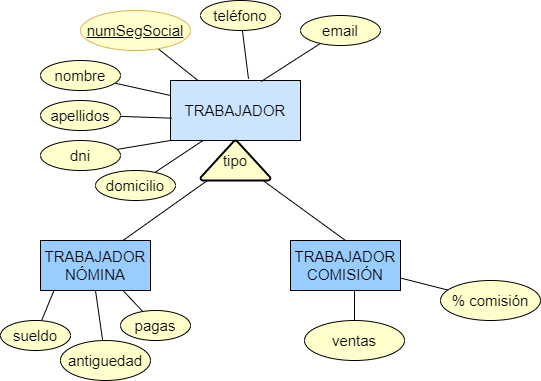 teléfono
numSegSocial
email
nombre
apellidos
TRABAJADOR
dni
tipo
domicilio
TRABAJADOR
NÓMINA
TRABAJADOR
COMISIÓN
% comisión
pagas
sueldo
ventas
antiguedad